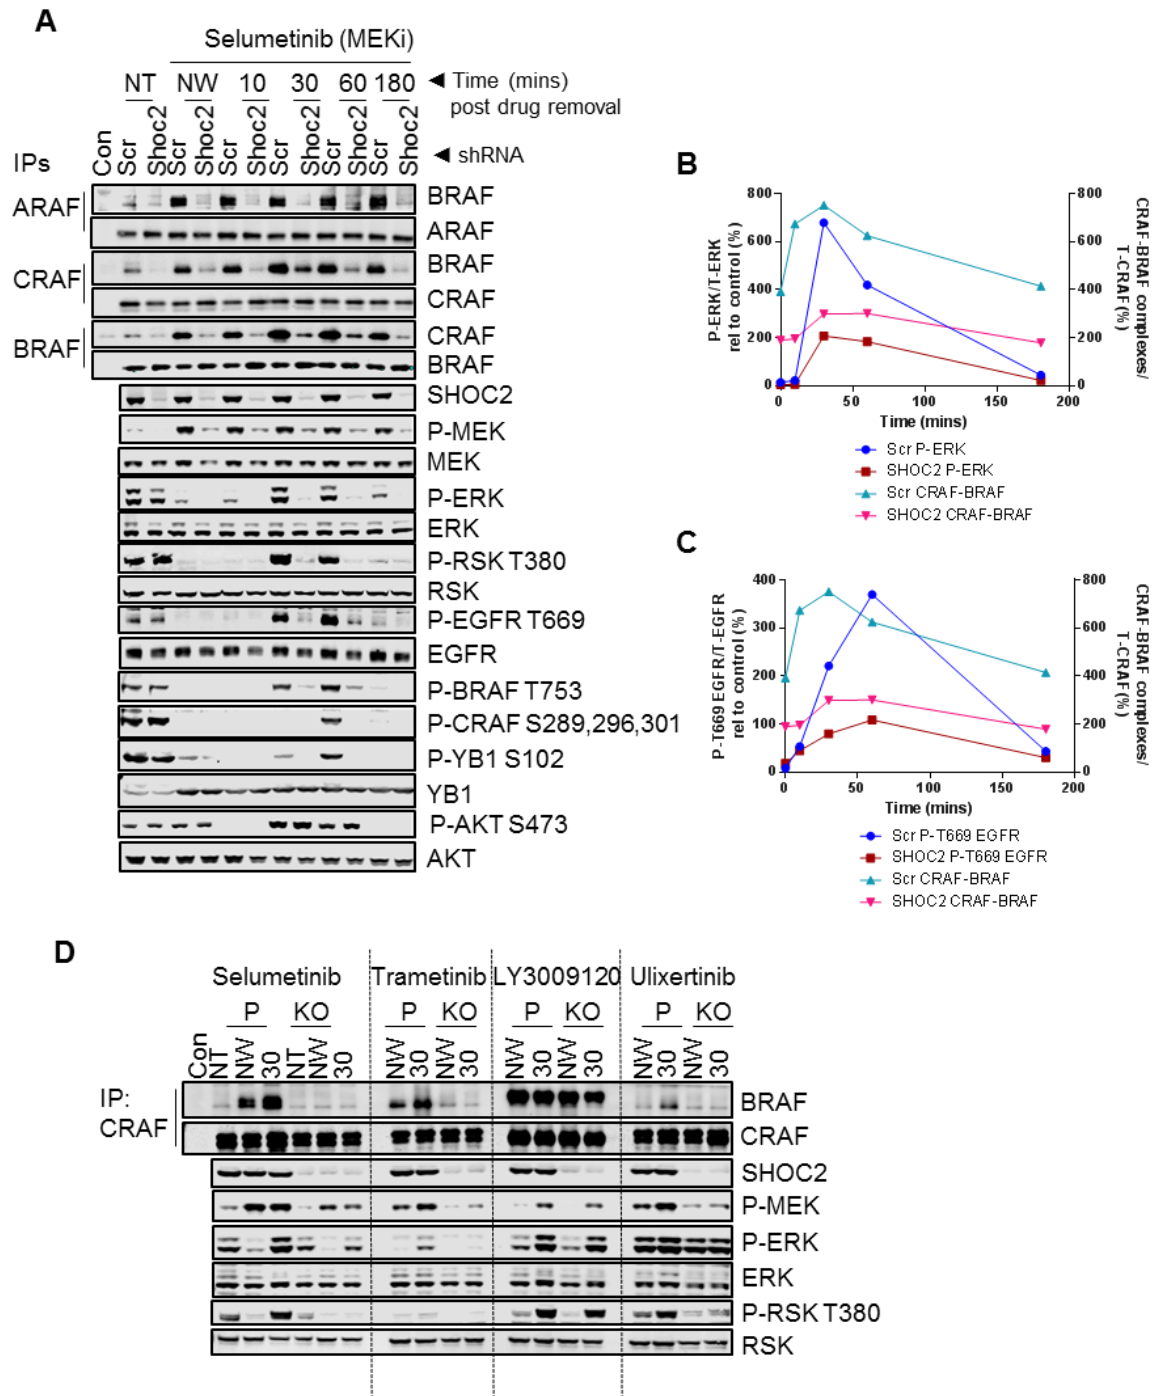 A
Selumetinib (MEKi)
NT NW 10 30 60 180 ◄ Time (mins)
post drug removal
IPs Con Scr Shoc2 Scr Shoc2 Scr Shoc2 Scr Shoc2 Scr Shoc2 Scr Shoc2 ◄ shRNA
ARAF BRAF
ARAF
CRAF BRAF
CRAF
BRAF CRAF
BRAF
SHOC2
P-MEK
MEK
P-ERK
ERK
P-RSK T380
RSK
P-EGFR T669
EGFR
P-BRAF T753
P-CRAF S289,296,301
P-YB1 S102
YB1
P-AKT S473
AKT
B
P-ERK/T-ERK
rel to control (%)
800
600
400
200
0
800
600
400
200
0
CRAF-BRAF complexes/
T-CRAF (%)
0 50 100 150 200
Time (mins)
Scr P-ERK
SHOC2 P-ERK
Scr CRAF-BRAF
SHOC2 CRAF-BRAF
C
P-T669 EGFR/T-EGFR
rel to control (%)
400
300
200
100
0
800
600
400
200
0
CRAF-BRAF complexes/
T-CRAF (%)
0 50 100 150 200
Time (mins)
Scr P-T669 EGFR
SHOC2 P-T669 EGFR
Scr CRAF-BRAF
SHOC2 CRAF-BRAF
D
Selumetinib Trametinib LY3009120 Ulixertinib
P KO P KO P KO P KO
Con NT NW 30 NT NW 30 NW 30 NW 30 NW 30 NW 30 NW 30 NW 30
IP: BRAF
CRAF CRAF
SHOC2
P-MEK
P-ERK
ERK
P-RSK T380
RSK